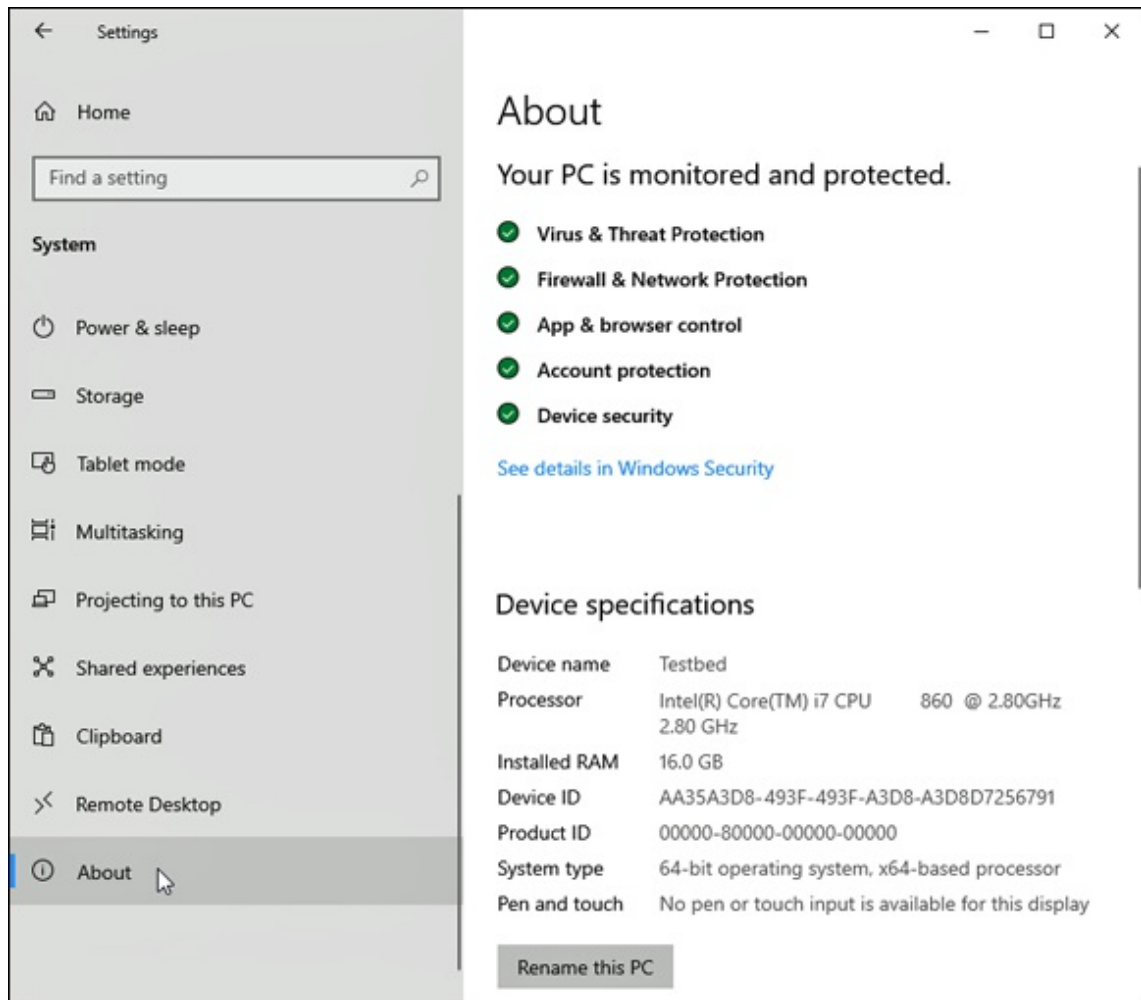 Settings
Home
Find a setting
System
Power & sleep
Storage
Tablet mode
Multitasking
Projecting to this PC
Shared experiences
Clipboard
Remote Desktop
About
About
Your PC is monitored and protected.
Virus & Threat Protection
Firewall & Network Protection
App & browser control
Account protection
Device security
See details in Windows Security
Device specifications
Device name Testbed
Processor Intel(R) Core(TM) i7 CPU 860 @ 2.80GHz
2.80 GHz
Installed RAM 16.0 GB
Device ID AA35A3D8-493F-493F-A3D8-A3D8D7256791
Product ID 00000-80000-00000-00000
System type 64-bit operating system, x64-based processor
Pen and touch No pen or touch input is available for this display
Rename this PC